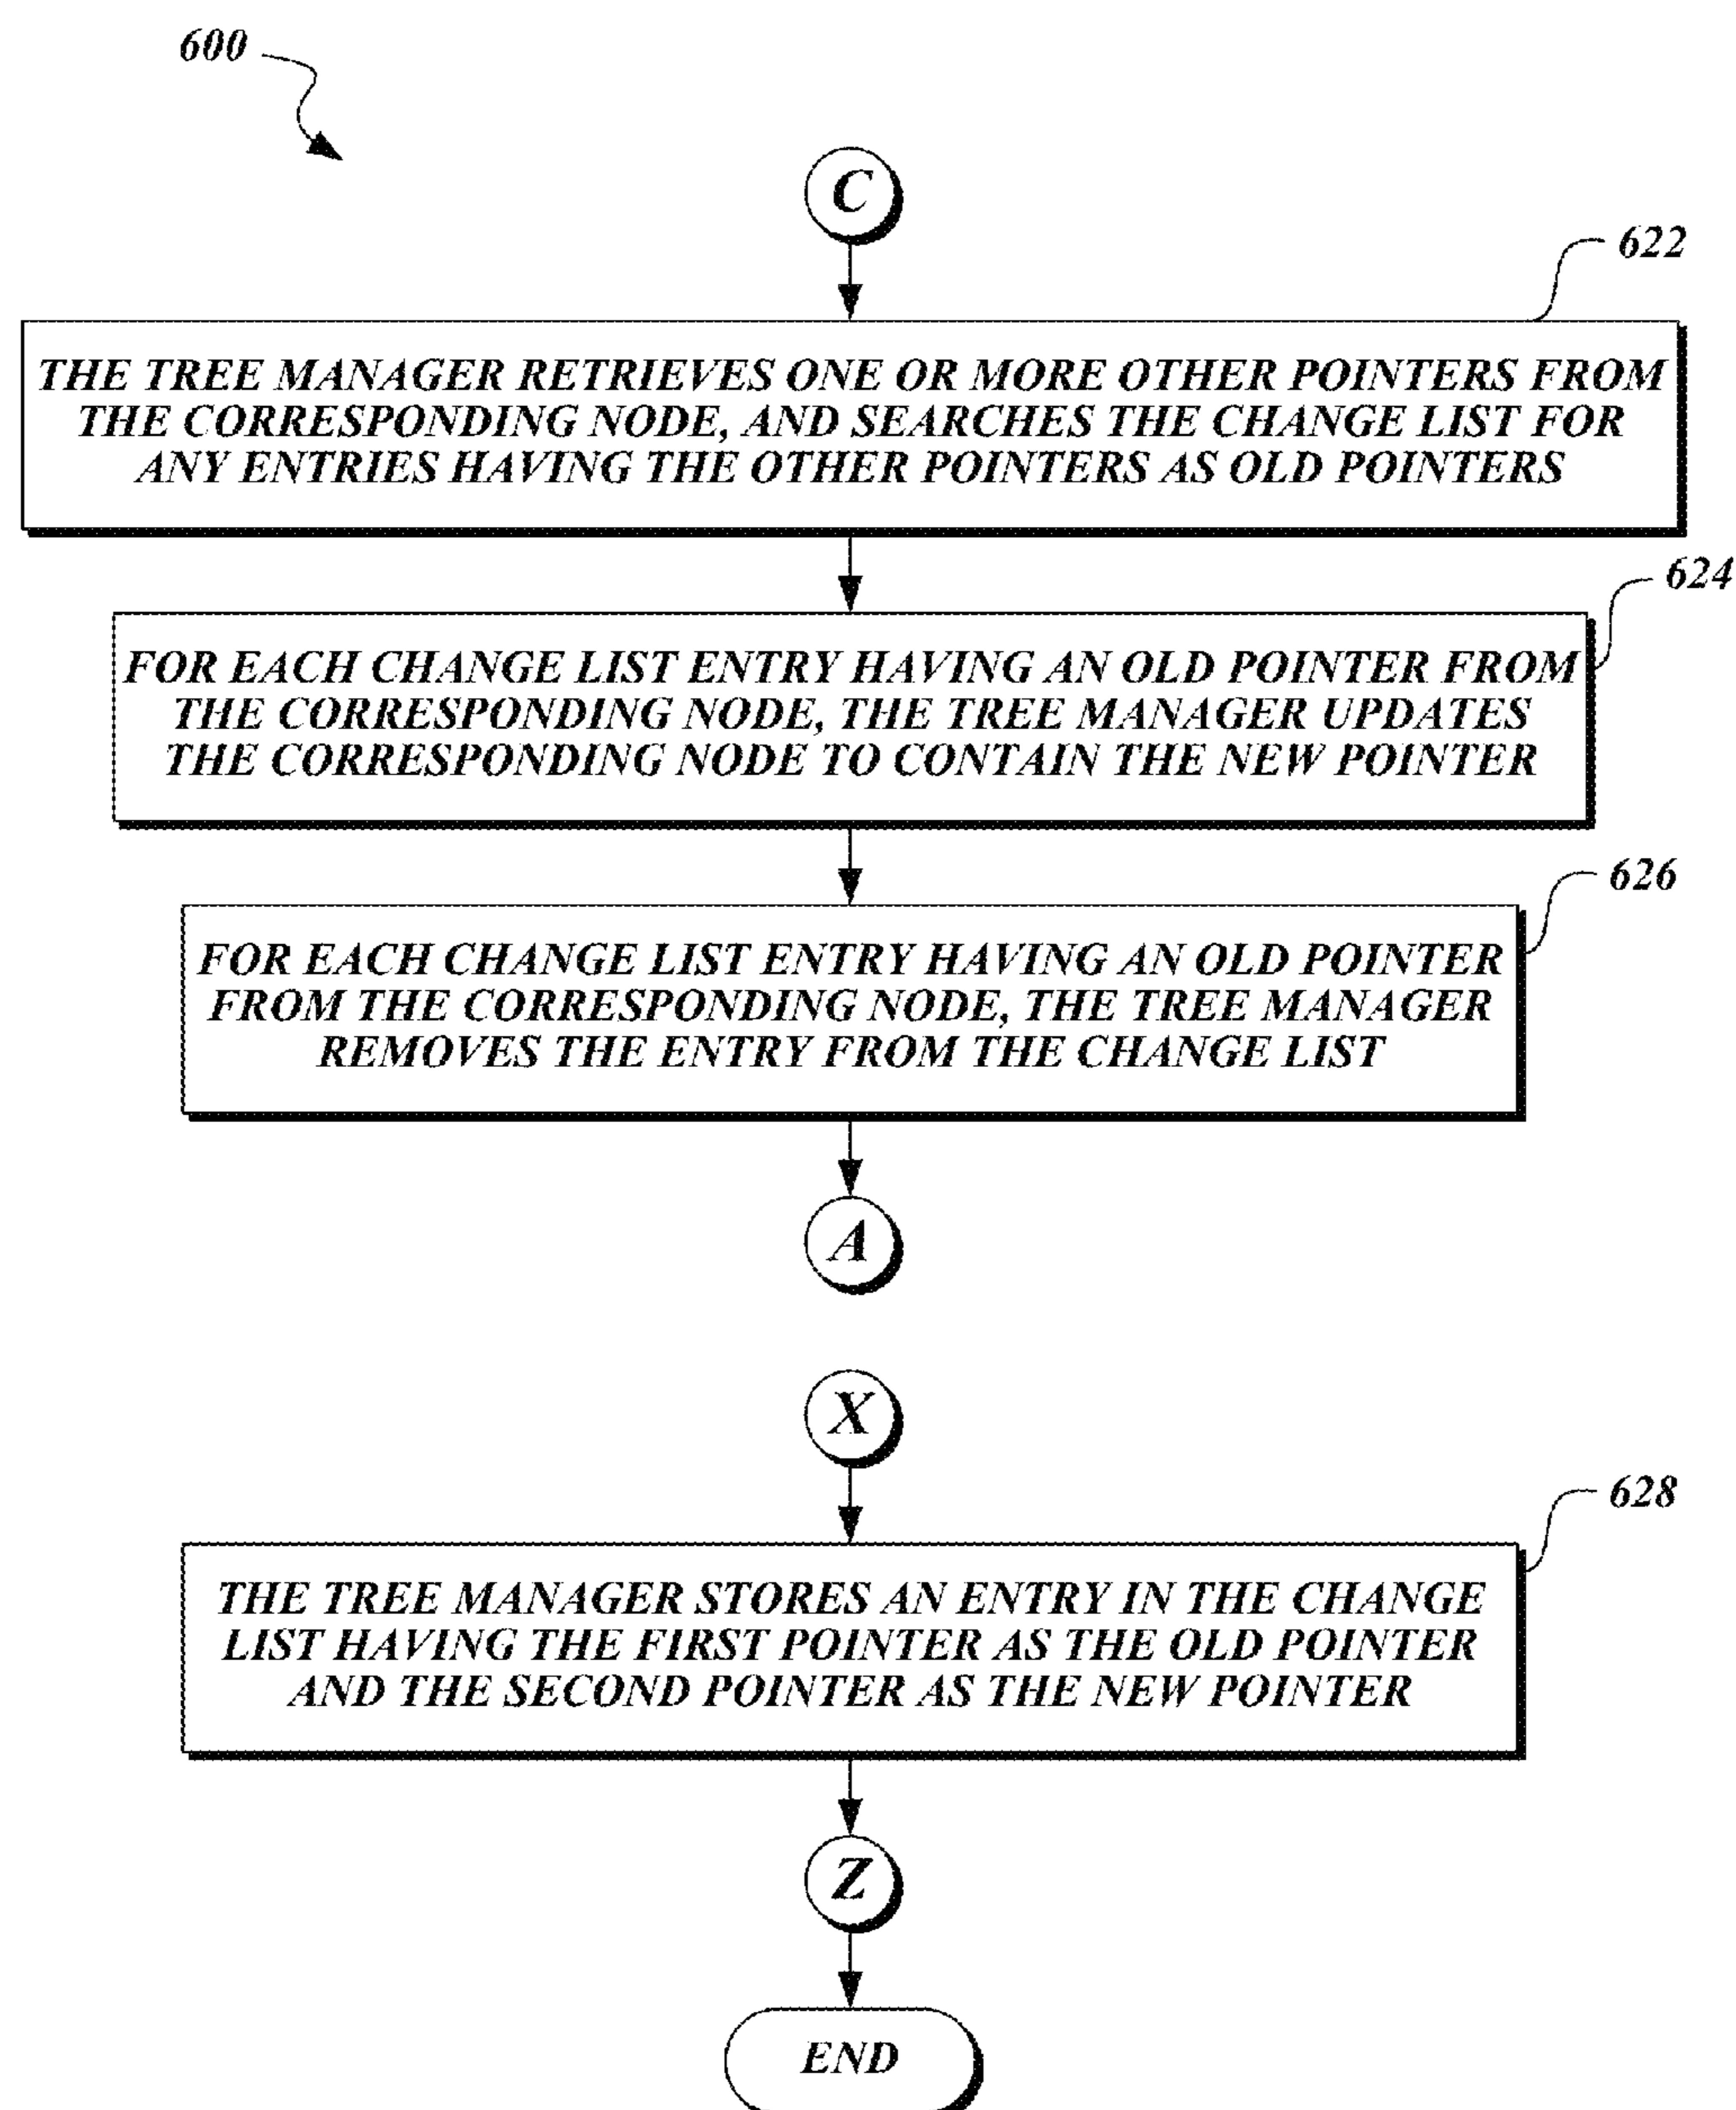 600
C
622
THE TREE MANAGER RETRIEVES ONE OR MORE OTHER POINTERS FROM
THE CORRESPONDING NODE, AND SEARCHES THE CHANGE LIST FOR
ANY ENTRIES HAVING THE OTHER POINTERS AS OLD POINTERS
624
FOR EACH CHANGE LIST ENTRY HAVING AN OLD POINTER FROM
THE CORRESPONDING NODE, THE TREE MANAGER UPDATES
THE CORRESPONDING NODE TO CONTAIN THE NEW POINTER
626
FOR EACH CHANGE LIST ENTRY HAVING AN OLD POINTER
FROM THE CORRESPONDING NODE, THE TREE MANAGER
REMOVES THE ENTRY FROM THE CHANGE LIST
A
X
628
THE TREE MANAGER STORES AN ENTRY IN THE CHANGE
LIST HAVING THE FIRST POINTER AS THE OLD POINTER
AND THE SECOND POINTER AS THE NEW POINTER
Z
END